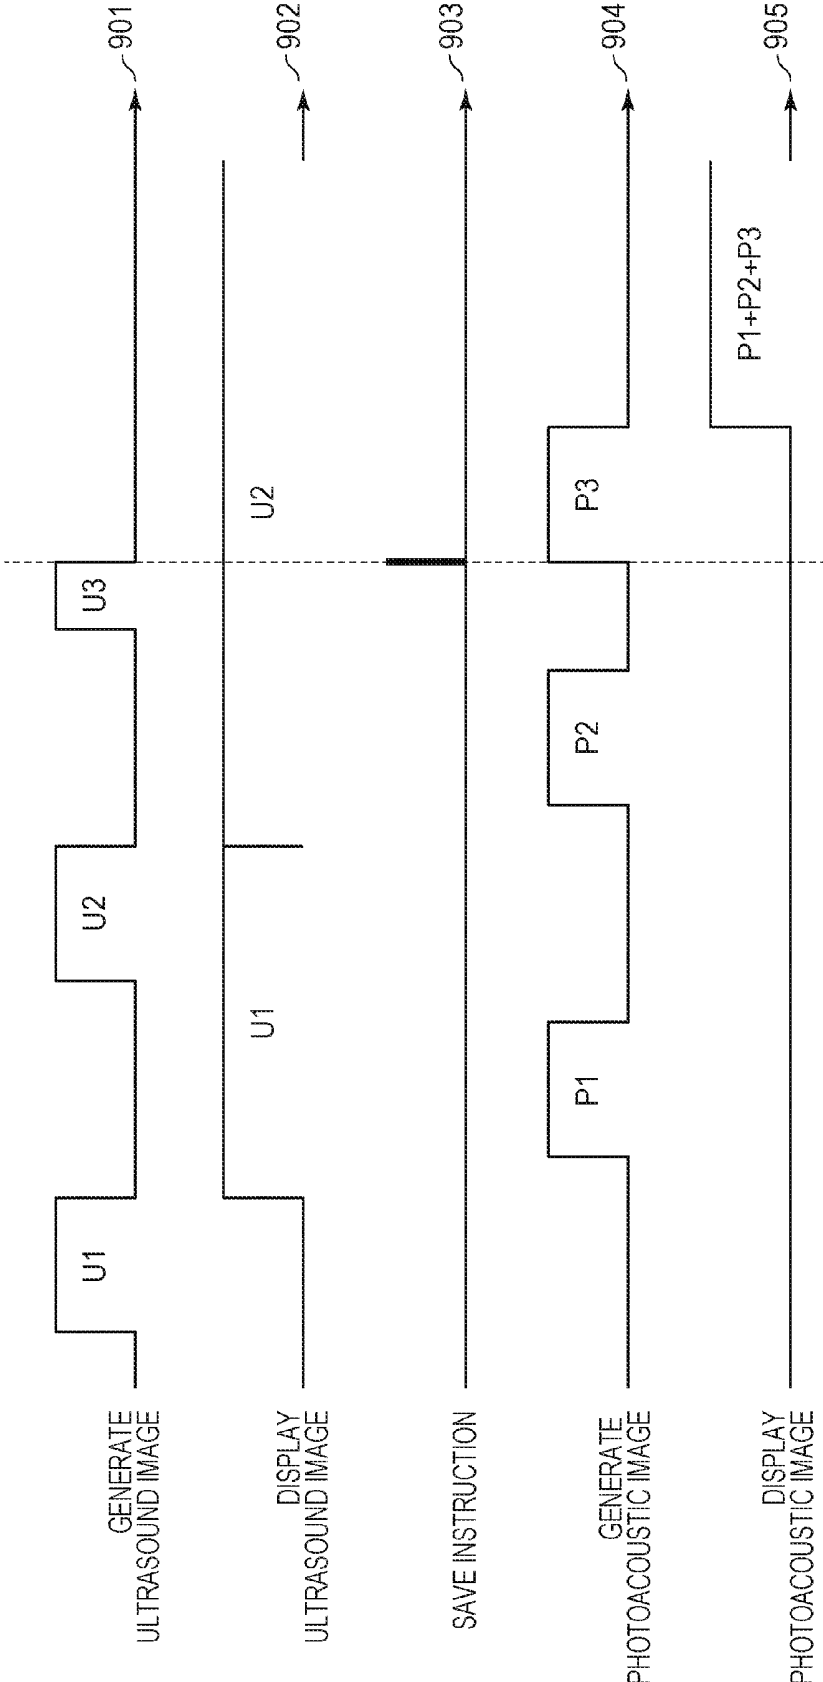 GENERATE
ULTRASOUND IMAGE
U1
U2
U3
901
DISPLAY
ULTRASOUND IMAGE
U1
U2
902
SAVE INSTRUCTION
903
GENERATE
PHOTOACOUSTIC IMAGE
P1
P2
P3
904
DISPLAY
PHOTOACOUSTIC IMAGE
P1+P2+P3
905